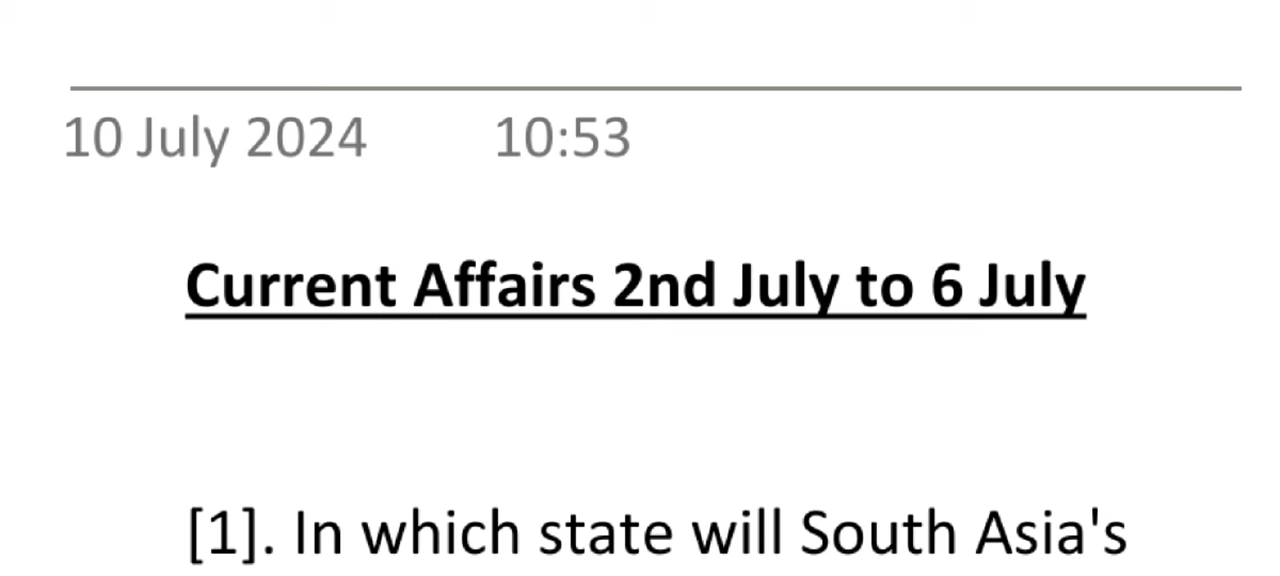 10 July 2024 10:53
Current Affairs 2nd July to 6 July
[1]. In which state will South Asia's